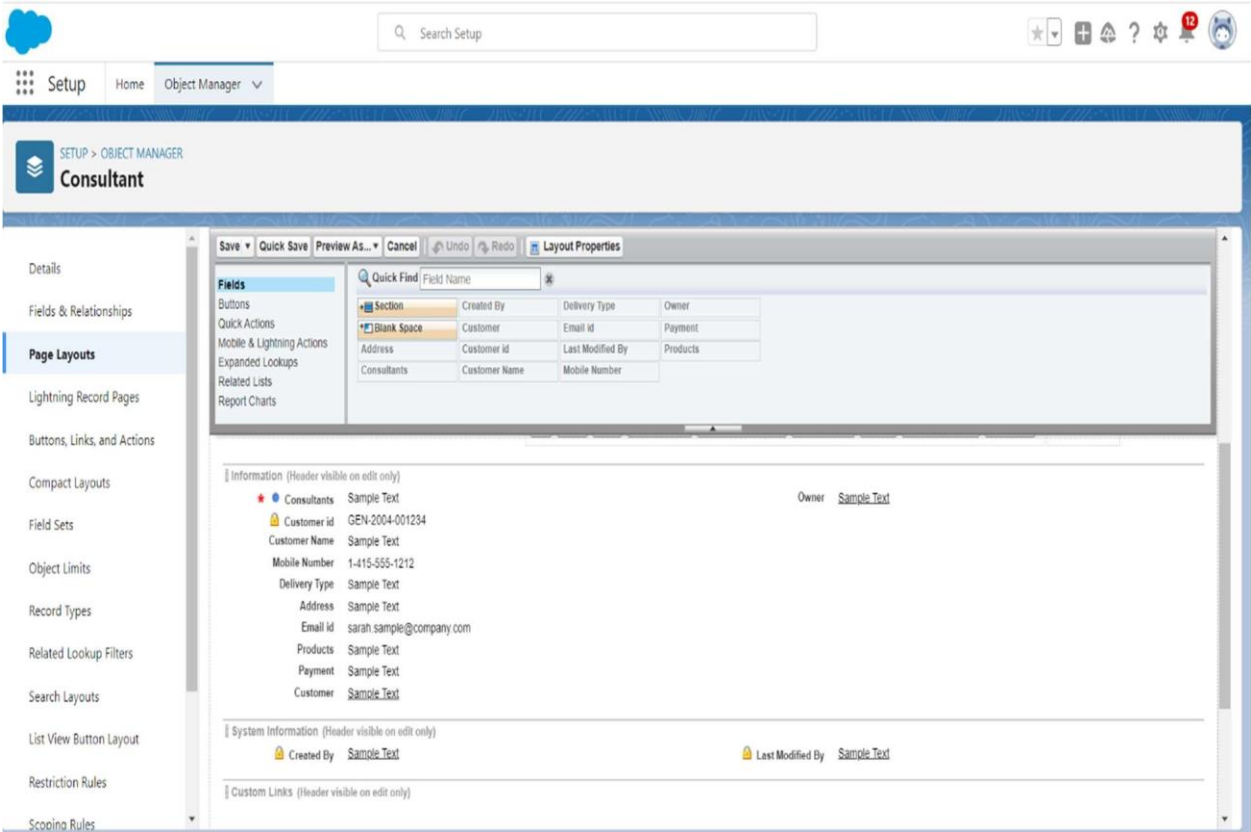 Search Setup
12
Setup Home Object Manager
SETUP > OBJECT MANAGER
Consultant
Details
Fields & Relationships
Page Layouts
Lightning Record Pages
Buttons, Links, and Actions
Compact Layouts
Field Sets
Object Limits
Record Types
Related Lookup Filters
Search Layouts
List View Button Layout
Restriction Rules
Scoping Rules
Save Quick Save Preview As... Cancel Undo Redo Layout Properties
Fields
Buttons
Quick Actions
Mobile & Lightning Actions
Expanded Lookups
Related Lists
Report Charts
Quick Find Field Name
Section Created By Delivery Type Owner
Blank Space Customer Email id Payment
Address Customer id Last Modified By Products
Consultants Customer Name Mobile Number
Information (Header visible on edit only)
Consultants Sample Text Owner Sample Text
Customer id GEN-2004-001234
Customer Name Sample Text
Mobile Number 1-415-555-1212
Delivery Type Sample Text
Address Sample Text
Email id sarah.sample@company.com
Products Sample Text
Payment Sample Text
Customer Sample Text
System Information (Header visible on edit only)
Created By Sample Text Last Modified By Sample Text
Custom Links (Header visible on edit only)